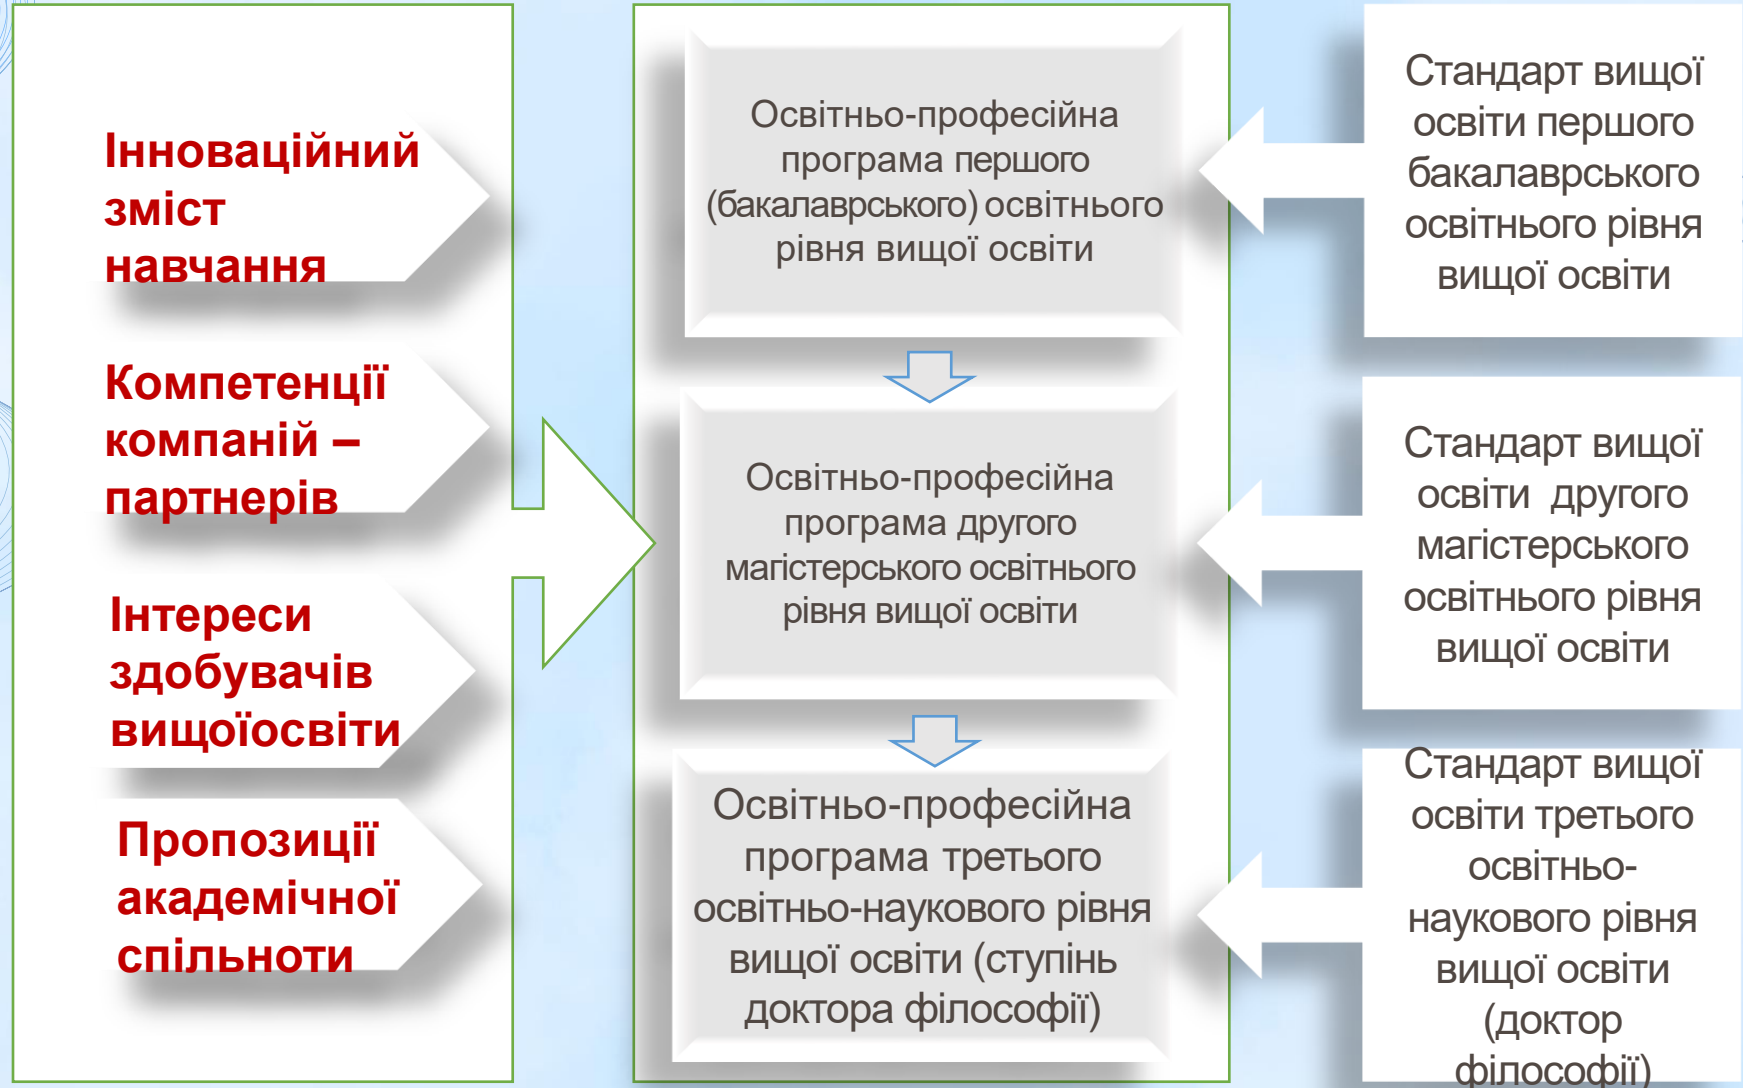 Інноваційний
зміст
навчання
Компетенції
компаній –
партнерів
Інтереси
здобувачів
вищоїосвіти
Пропозиції
академічної
спільноти
Освітньо-професійна
програма першого
(бакалаврського) освітнього
рівня вищої освіти
Освітньо-професійна
програма другого
магістерського освітнього
рівня вищої освіти
Освітньо-професійна
програма третього
освітньо-наукового рівня
вищої освіти (ступінь
доктора філософії)
Стандарт вищої
освіти першого
бакалаврського
освітнього рівня
вищої освіти
Стандарт вищої
освіти другого
магістерського
освітнього рівня
вищої освіти
Стандарт вищої
освіти третього
освітньо-
наукового рівня
вищої освіти
(доктор
філософії)